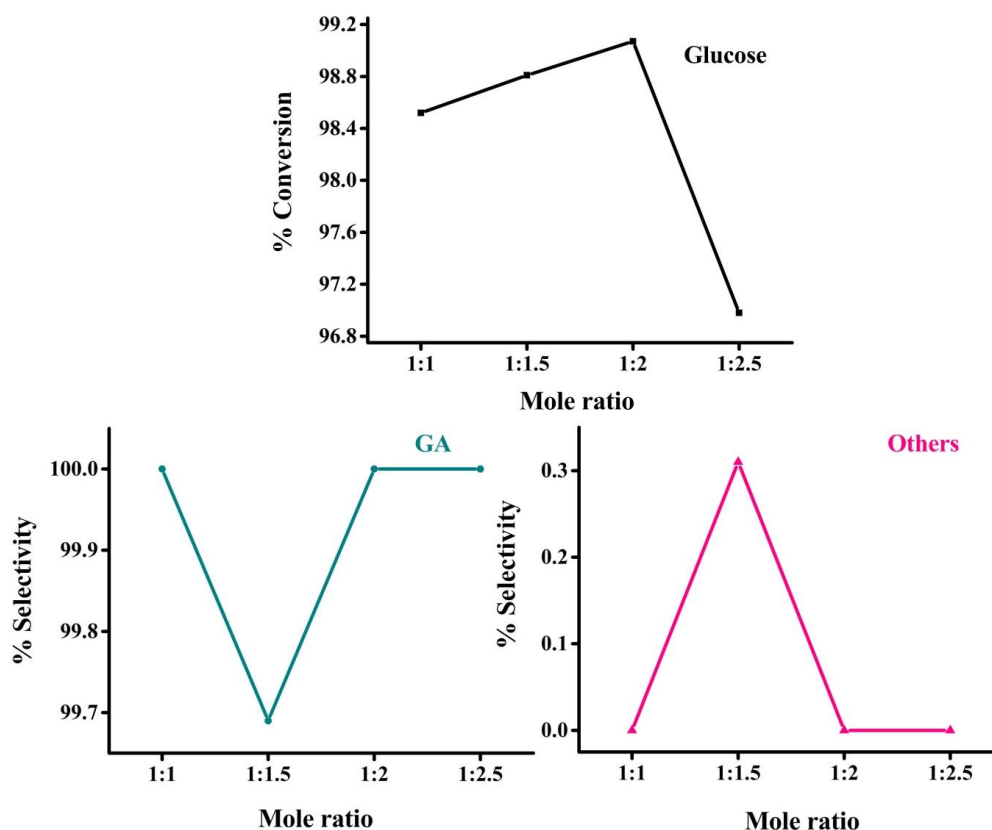 99.2
98.8
98.4
98.0
97.6
97.2
96.8
% Conversion
Glucose
1:1 1:1.5 1:2 1:2.5
Mole ratio
100.0
99.9
99.8
99.7
% Selectivity
GA
1:1 1:1.5 1:2 1:2.5
Mole ratio
0.3
0.2
0.1
0.0
% Selectivity
Others
1:1 1:1.5 1:2 1:2.5
Mole ratio